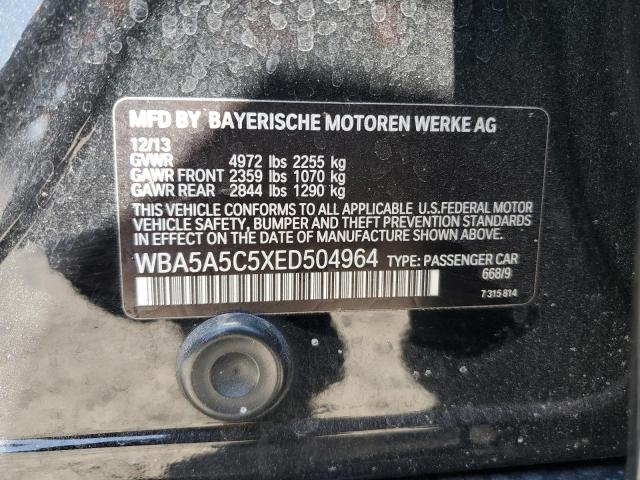 MFD BY BAYERISCHE MOTOREN WERKE AG
12/13
GVWR 4972 lbs 2255 kg
GAWR FRONT 2359 lbs 1070 kg
GAWR REAR 2844 lbs 1290 kg
THIS VEHICLE CONFORMS TO ALL APPLICABLE U.S.FEDERAL MOTOR
VEHICLE SAFETY, BUMPER AND THEFT PREVENTION STANDARDS
IN EFFECT ON THE DATE OF MANUFACTURE SHOWN ABOVE.
WBA5A5C5XED504964 TYPE: PASSENGER CAR
668/9
7 315 814